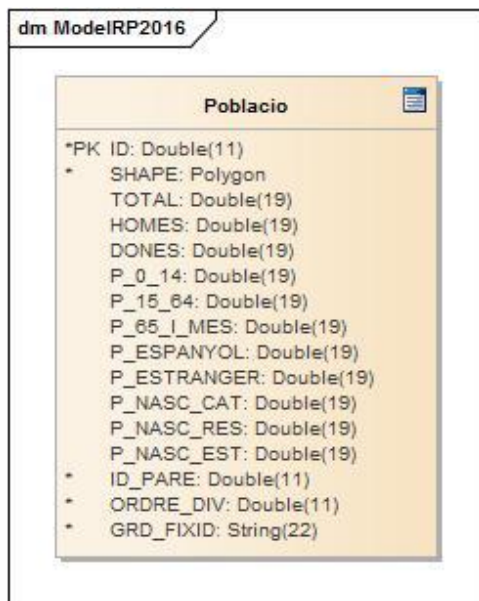 dm ModelRP2016
Poblacio
*PK ID: Double(11)
* SHAPE: Polygon
TOTAL: Double(19)
HOMES: Double(19)
DONES: Double(19)
P_0_14: Double(19)
P_15_64: Double(19)
P_65_I_MES: Double(19)
P_ESPANYOL: Double(19)
P_ESTRANGER: Double(19)
P_NASC_CAT: Double(19)
P_NASC_RES: Double(19)
P_NASC_EST: Double(19)
* ID_PARE: Double(11)
* ORDRE_DIV: Double(11)
* GRD_FIXID: String(22)